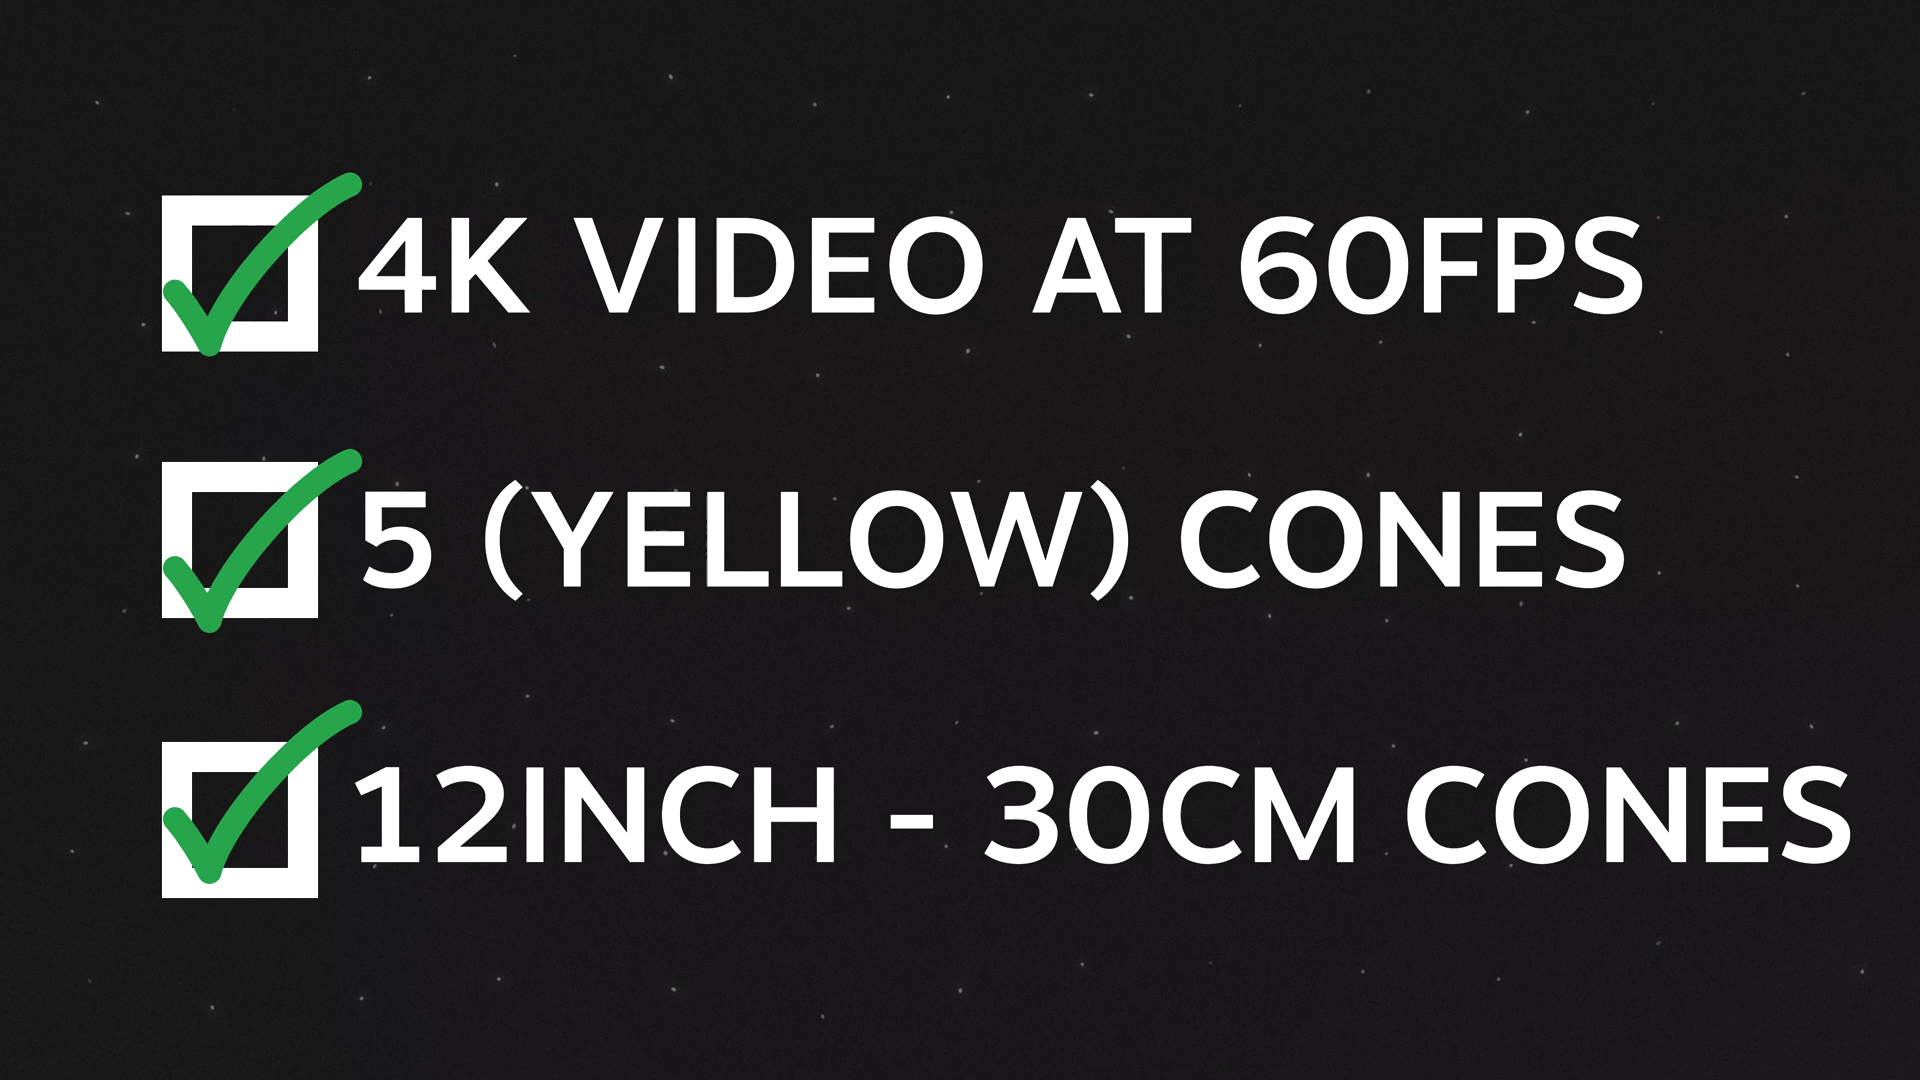 4K VIDEO AT 60FPS
5 (YELLOW) CONES
12INCH - 30CM CONES